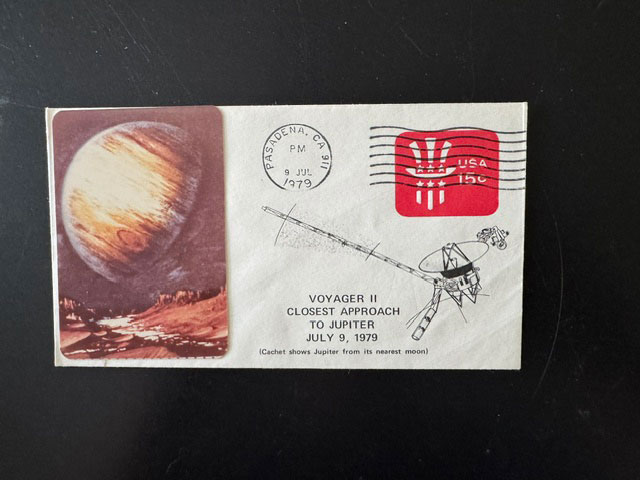 PASADENA, CA 911
PM
9 JUL
1979
USA
15c
VOYAGER II
CLOSEST APPROACH
TO JUPITER
JULY 9, 1979
(Cachet shows Jupiter from its nearest moon)